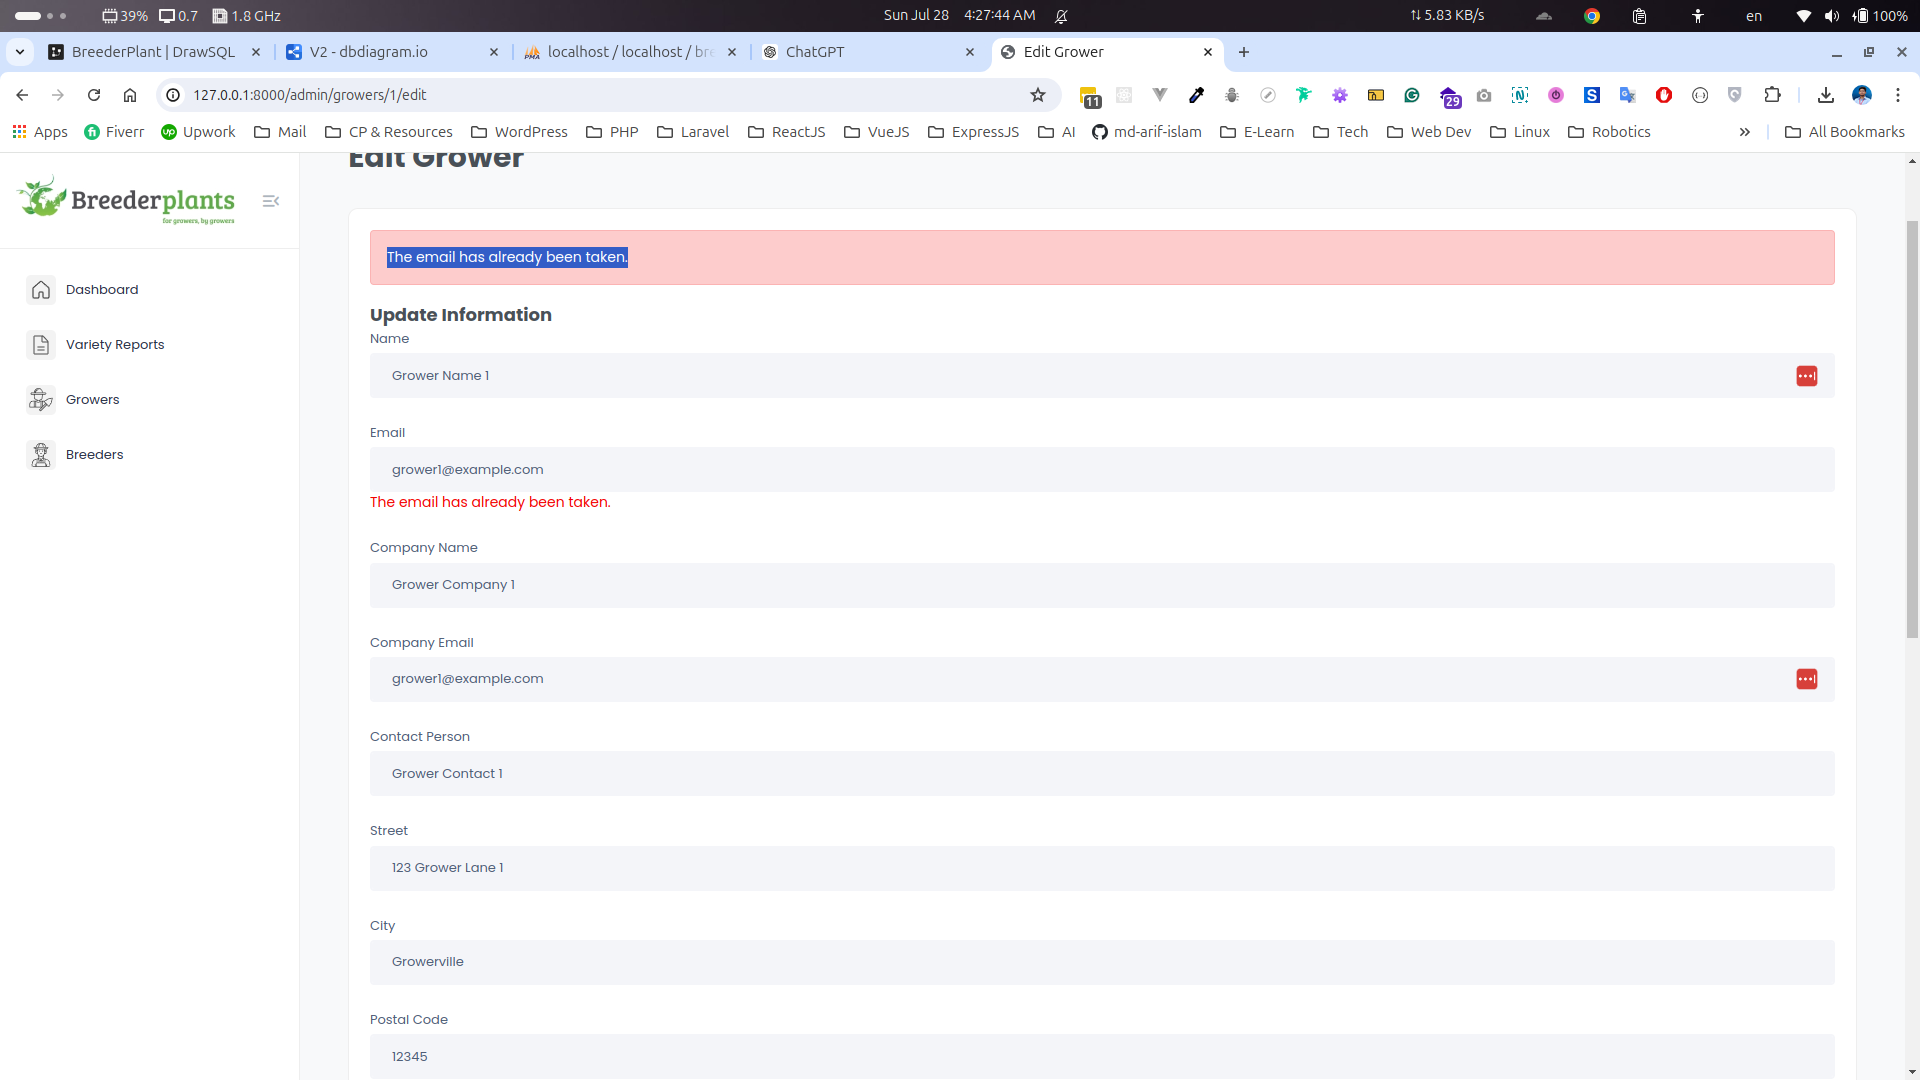 39% 0.7 1.8 GHz Sun Jul 28 4:27:44 AM 5.83 KB/s en 100%
BreederPlant | DrawSQL V2 - dbdiagram.io localhost / localhost / bre ChatGPT Edit Grower
127.0.0.1:8000/admin/growers/1/edit 11 29
Apps Fiverr Upwork Mail CP & Resources WordPress PHP Laravel ReactJS VueJS ExpressJS AI md-arif-islam E-Learn Tech Web Dev Linux Robotics All Bookmarks
Breederplants
for growers, by growers
Dashboard
Variety Reports
Growers
Breeders
Edit Grower
The email has already been taken.
Update Information
Name
Grower Name 1
Email
grower1@example.com
The email has already been taken.
Company Name
Grower Company 1
Company Email
grower1@example.com
Contact Person
Grower Contact 1
Street
123 Grower Lane 1
City
Growerville
Postal Code
12345